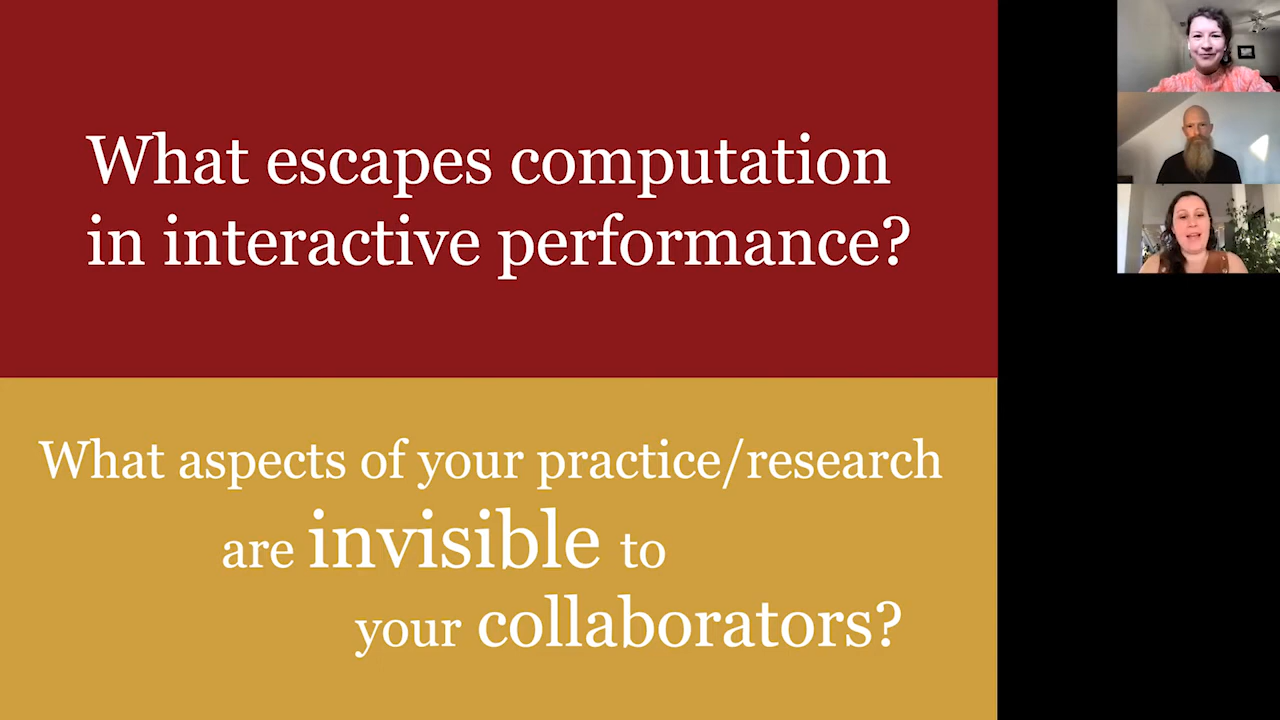 What escapes computation
in interactive performance?
What aspects of your practice/research
are invisible to
your collaborators?